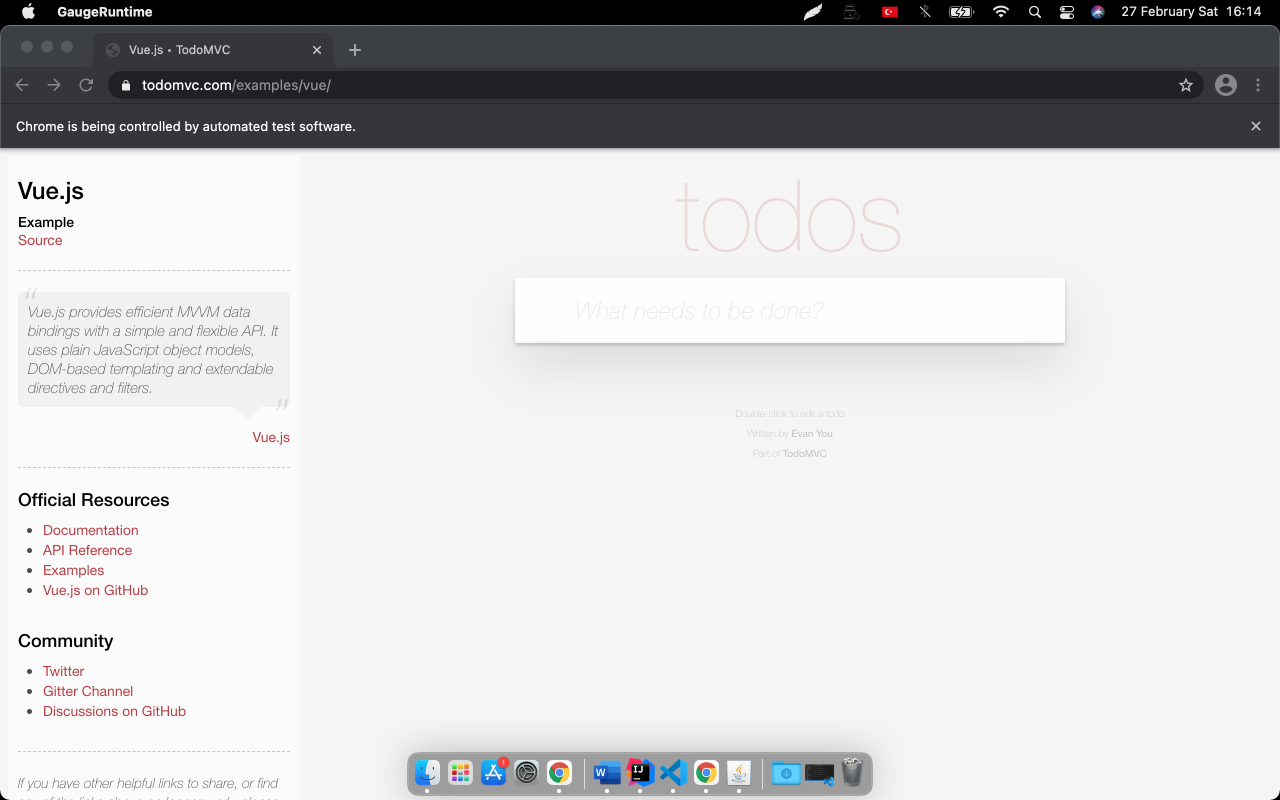 GaugeRuntime
27 February Sat 16:14
Vue.js • TodoMVC
todomvc.com/examples/vue/
Chrome is being controlled by automated test software.
Vue.js
Example
Source
"
Vue.js provides efficient MVVM data
bindings with a simple and flexible API. It
uses plain JavaScript object models,
DOM-based templating and extendable
directives and filters.
"
Vue.js
Official Resources
• Documentation
• API Reference
• Examples
• Vue.js on GitHub
Community
• Twitter
• Gitter Channel
• Discussions on GitHub
If you have other helpful links to share, or find
todos
What needs to be done?
Double-click to edit a todo
Written by Evan You
Part of TodoMVC
1
W
IJ